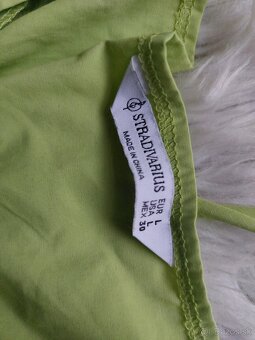 STRADIVARIUS
MADE IN CHINA
EUR L
USA L
MEX 30